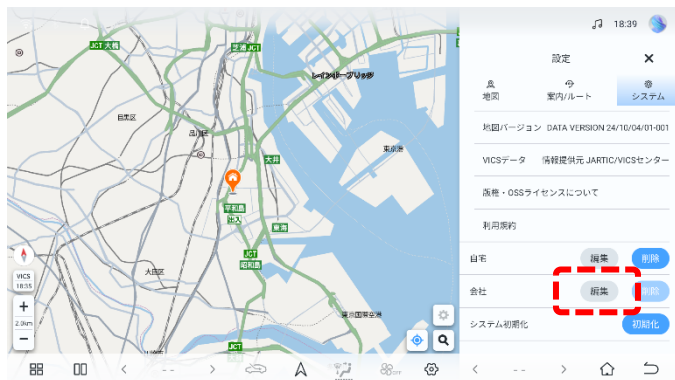 18:39
設定
地図
案内/ルート
システム
地図バージョン DATA VERSION 24/10/04/01-001
VICSデータ 情報提供元 JARTIC/VICSセンター
版権・OSSライセンスについて
利用規約
自宅 編集 削除
会社 編集 削除
システム初期化 初期化
JCT 大橋
芝浦 JCT
レインボーブリッジ
目黒区
品川区
大井
東京港
平和島
東海
JCT
昭和島
大田区
東京国際空港
JCT
VICS
18:35
2.0km
-- OFF --